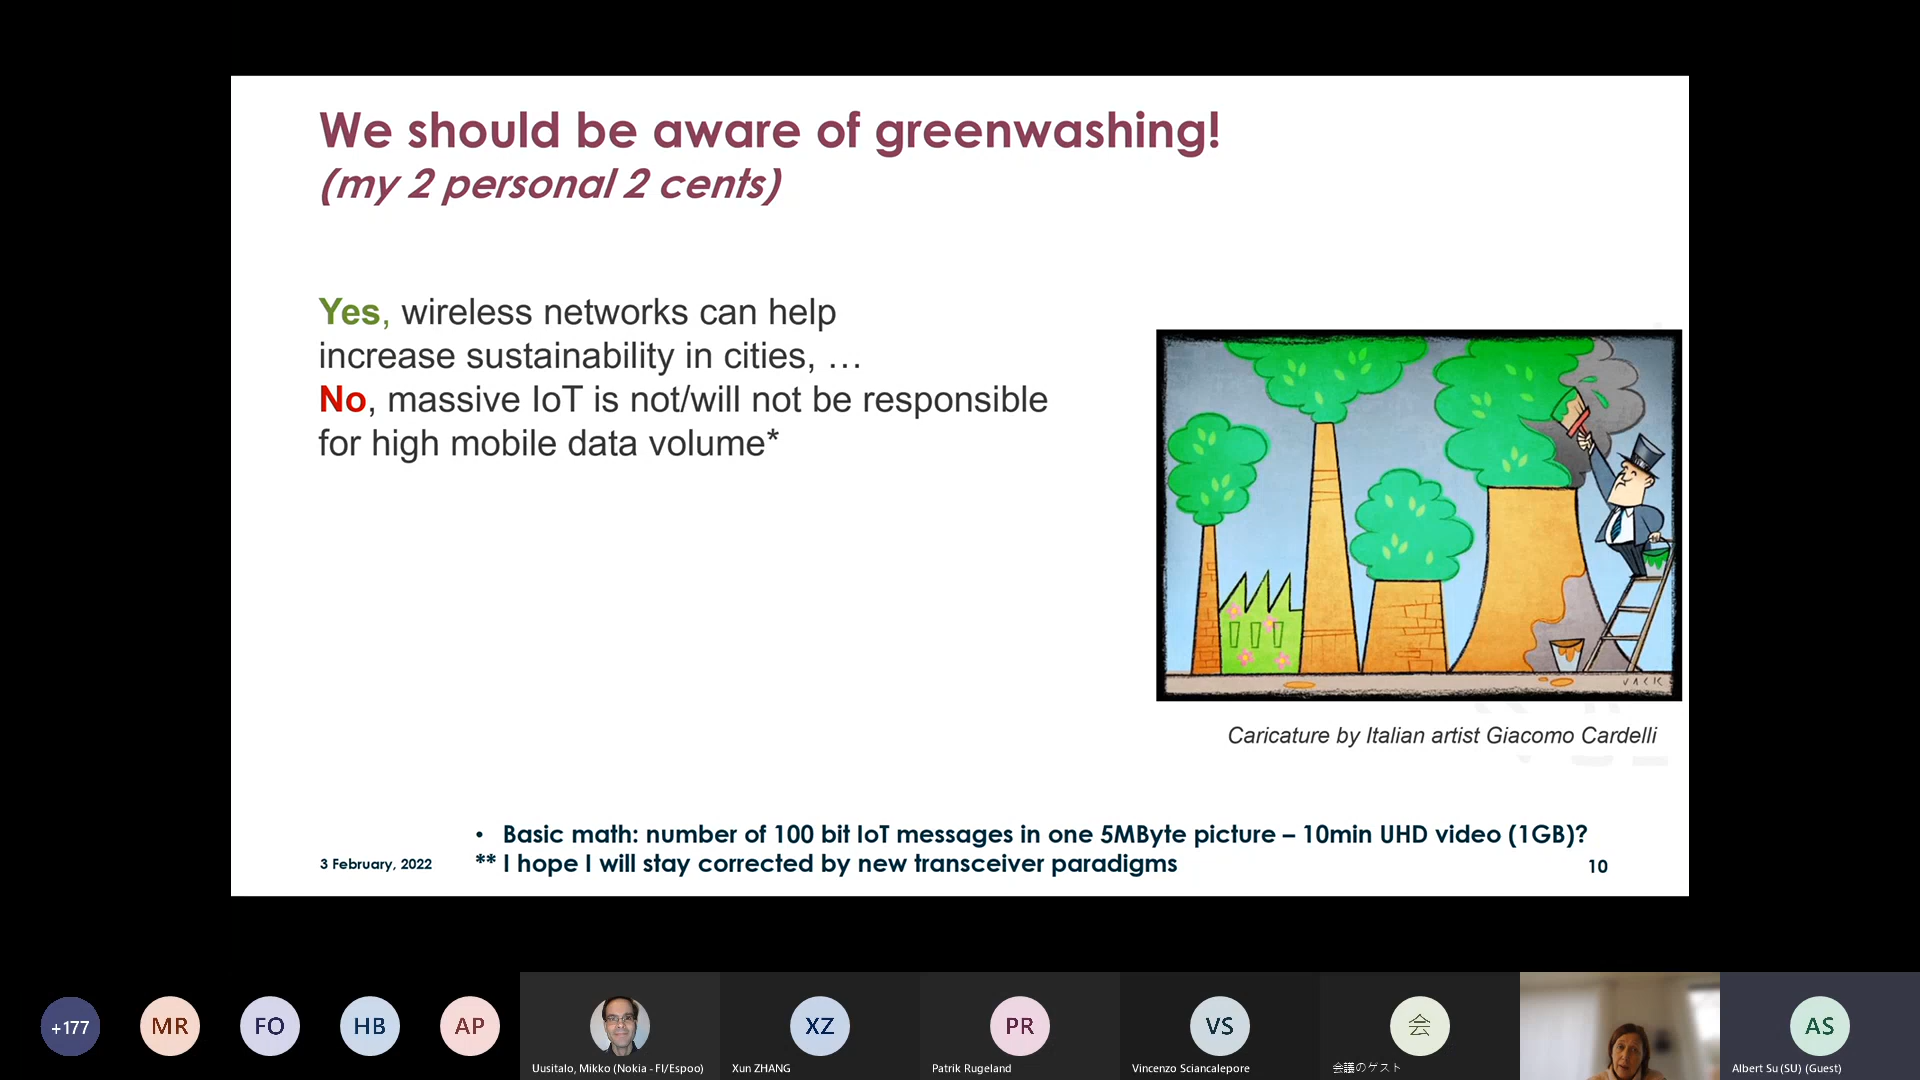 We should be aware of greenwashing!
(my 2 personal 2 cents)
Yes, wireless networks can help
increase sustainability in cities, …
No, massive IoT is not/will not be responsible
for high mobile data volume*
VACK
Caricature by Italian artist Giacomo Cardelli
• Basic math: number of 100 bit IoT messages in one 5MByte picture – 10min UHD video (1GB)?
** I hope I will stay corrected by new transceiver paradigms
3 February, 2022
10
+177
MR
FO
HB
AP
Uusitalo, Mikko (Nokia - FI/Espoo)
XZ
Xun ZHANG
PR
Patrik Rugeland
VS
Vincenzo Sciancalepore
会
会議のゲスト
AS
Albert Su (SU) (Guest)